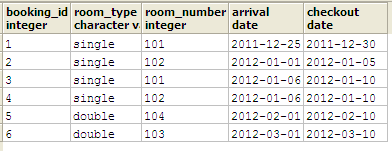 booking_id room_type room_number arrival checkout
integer character va integer date date
1 single 101 2011-12-25 2011-12-30
2 single 102 2012-01-01 2012-01-05
3 single 101 2012-01-06 2012-01-10
4 single 102 2012-01-06 2012-01-10
5 double 104 2012-02-01 2012-02-10
6 double 103 2012-03-01 2012-03-10